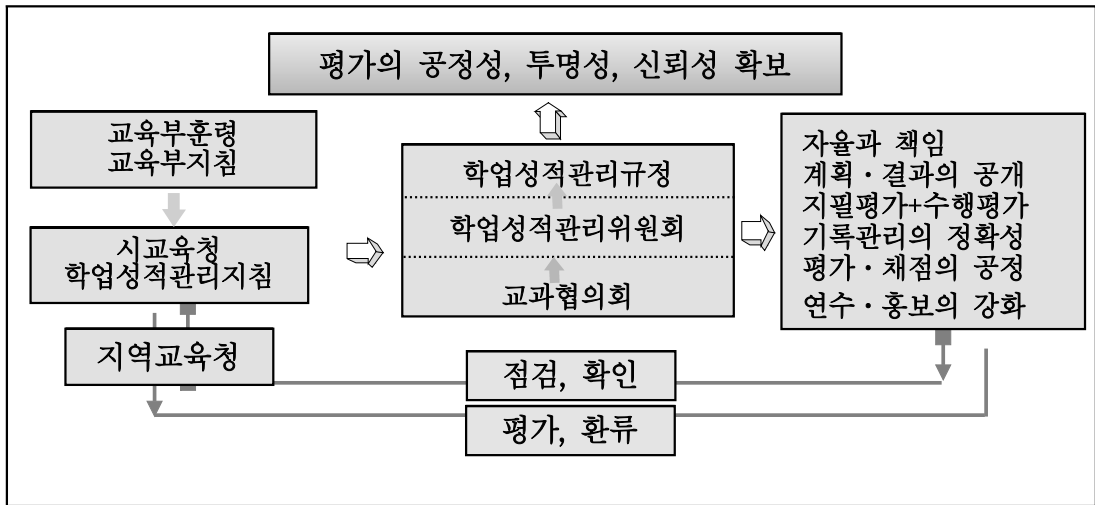 평가의 공정성, 투명성, 신뢰성 확보
교육부훈령
교육부지침
시교육청
학업성적관리지침
지역교육청
학업성적관리규정
학업성적관리위원회
교과협의회
자율과 책임
계획·결과의 공개
지필평가+수행평가
기록관리의 정확성
평가·채점의 공정
연수·홍보의 강화
점검, 확인
평가, 환류